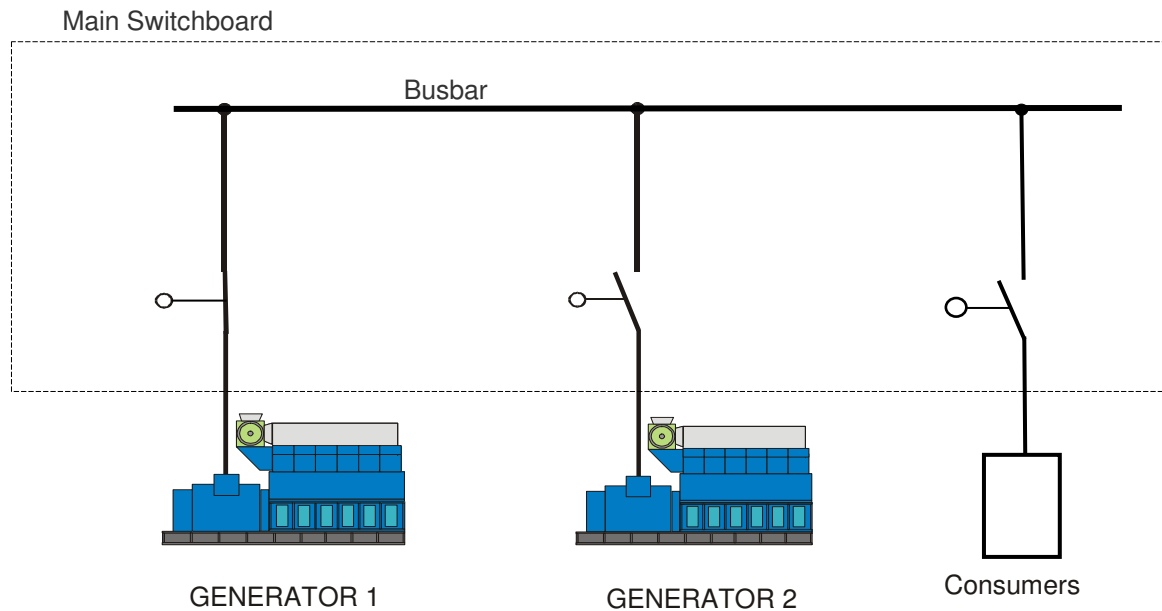 Main Switchboard
Busbar
GENERATOR 1
GENERATOR 2
Consumers